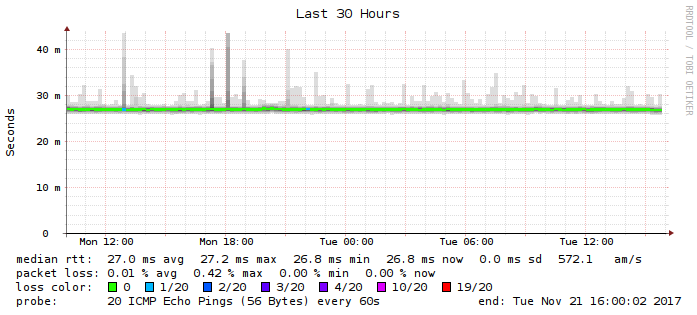 Last 30 Hours
RRDTOOL / TOBI OETIKER
Seconds
40 m
30 m
20 m
10 m
0
Mon 12:00 Mon 18:00 Tue 00:00 Tue 06:00 Tue 12:00
median rtt: 27.0 ms avg 27.2 ms max 26.8 ms min 26.8 ms now 0.0 ms sd 572.1 am/s
packet loss: 0.01 % avg 0.42 % max 0.00 % min 0.00 % now
loss color: 0 1/20 2/20 3/20 4/20 10/20 19/20
probe: 20 ICMP Echo Pings (56 Bytes) every 60s end: Tue Nov 21 16:00:02 2017